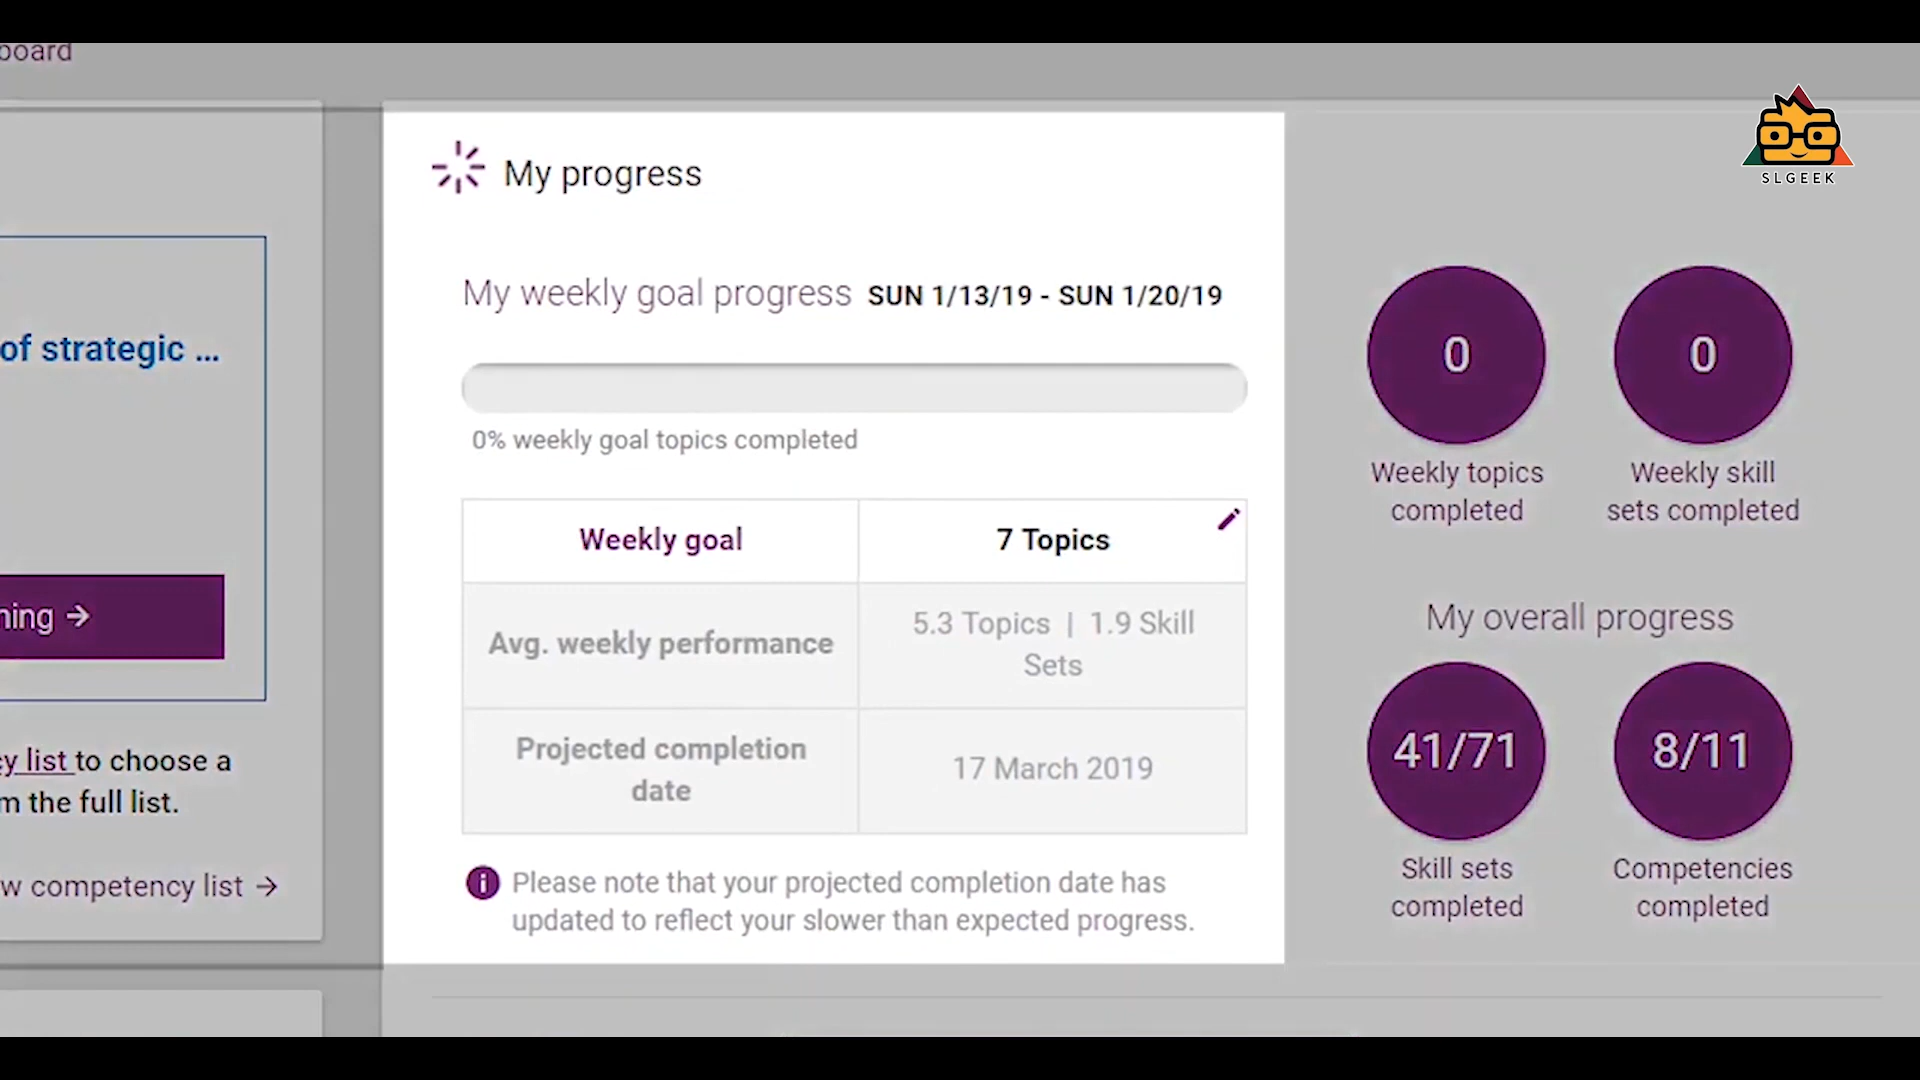 board
SLGEEK
My progress
My weekly goal progress SUN 1/13/19 - SUN 1/20/19
of strategic ...
0% weekly goal topics completed
Weekly goal
7 Topics
Avg. weekly performance
5.3 Topics | 1.9 Skill
Sets
Projected completion
date
17 March 2019
Please note that your projected completion date has
updated to reflect your slower than expected progress.
0
Weekly topics
completed
0
Weekly skill
sets completed
My overall progress
41/71
Skill sets
completed
8/11
Competencies
completed
ning →
y list to choose a
m the full list.
w competency list →